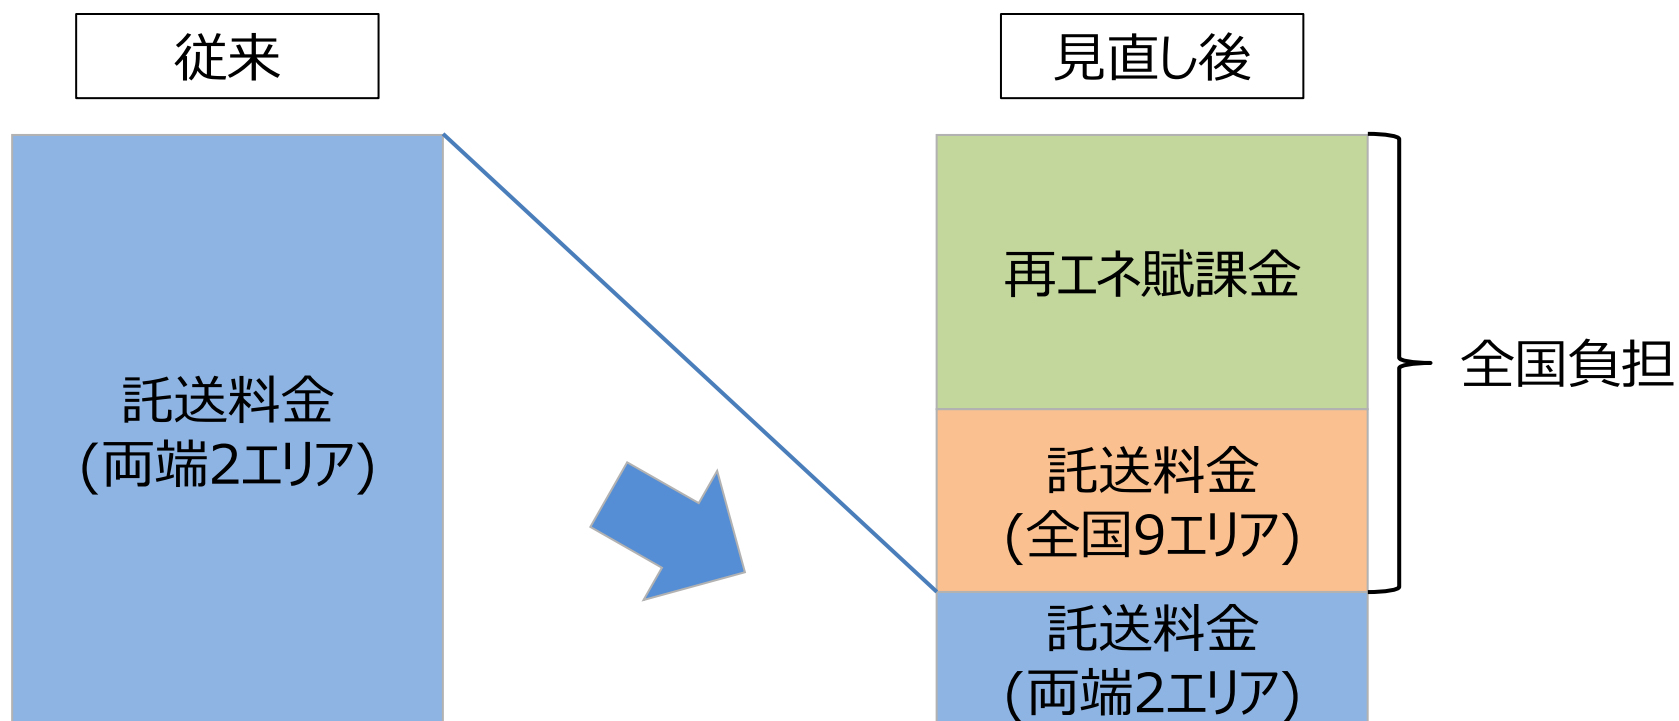 従来
見直し後
託送料金
(両端2エリア)
再エネ賦課金
託送料金
(全国9エリア)
託送料金
(両端2エリア)
全国負担